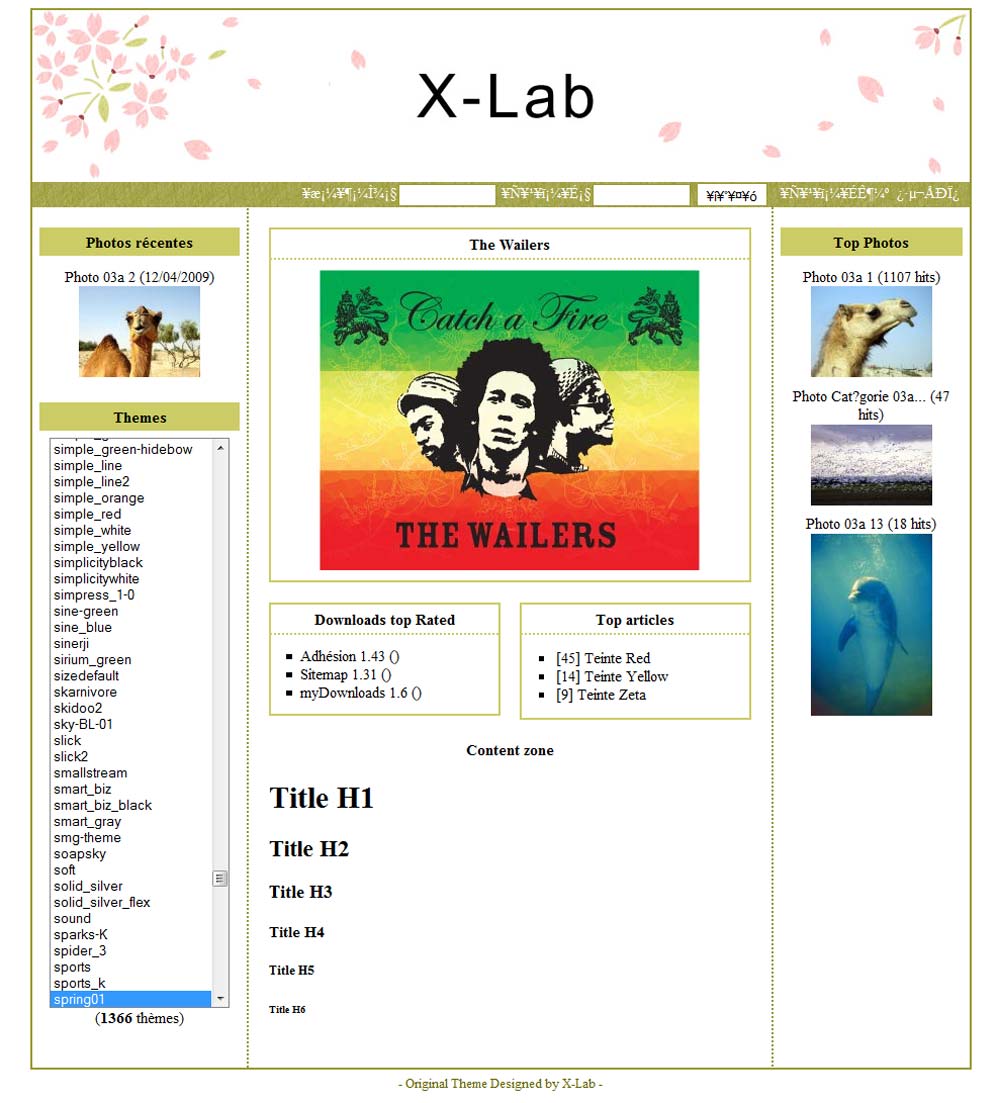 X-Lab
¥æ¡¼¥¶¡¼Ì¾¡§ ¥Ñ¥¹¥ï¡¼¥É¡§ ¥í¥°¥¤¥ó ¥Ñ¥¹¥ï¡¼¥ÉÊ¶¼º ¿·µ¬ÅÐÏ¿
Photos récentes
Photo 03a 2 (12/04/2009)
Themes
simple_green-hidebow
simple_line
simple_line2
simple_orange
simple_red
simple_white
simple_yellow
simplicityblack
simplicitywhite
simpress_1-0
sine-green
sine_blue
sinerji
sirium_green
sizedefault
skarnivore
skidoo2
sky-BL-01
slick
slick2
smallstream
smart_biz
smart_biz_black
smart_gray
smg-theme
soapsky
soft
solid_silver
solid_silver_flex
sound
sparks-K
spider_3
sports
sports_k
spring01
(1366 thèmes)
The Wailers
Catch a Fire
THE WAILERS
Downloads top Rated
Adhésion 1.43 ()
Sitemap 1.31 ()
myDownloads 1.6 ()
Top articles
[45] Teinte Red
[14] Teinte Yellow
[9] Teinte Zeta
Content zone
Title H1
Title H2
Title H3
Title H4
Title H5
Title H6
Top Photos
Photo 03a 1 (1107 hits)
Photo Cat?gorie 03a... (47
hits)
Photo 03a 13 (18 hits)
- Original Theme Designed by X-Lab -